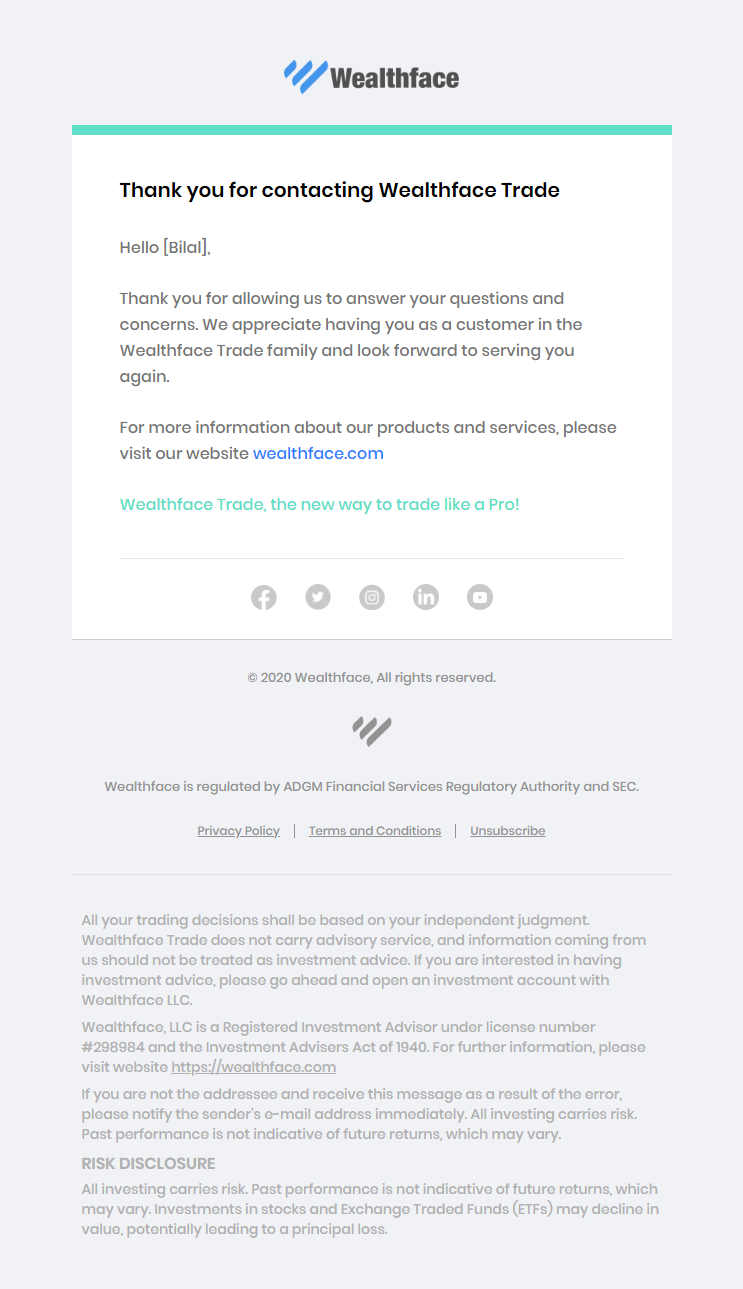 Wealthface
Thank you for contacting Wealthface Trade
Hello [Bilal],
Thank you for allowing us to answer your questions and
concerns. We appreciate having you as a customer in the
Wealthface Trade family and look forward to serving you
again.
For more information about our products and services, please
visit our website wealthface.com
Wealthface Trade, the new way to trade like a Pro!
© 2020 Wealthface, All rights reserved.
Wealthface is regulated by ADGM Financial Services Regulatory Authority and SEC.
Privacy Policy | Terms and Conditions | Unsubscribe
All your trading decisions shall be based on your independent judgment.
Wealthface Trade does not carry advisory service, and information coming from
us should not be treated as investment advice. If you are interested in having
investment advice, please go ahead and open an investment account with
Wealthface LLC.
Wealthface, LLC is a Registered Investment Advisor under license number
#298984 and the Investment Advisers Act of 1940. For further information, please
visit website https://wealthface.com
If you are not the addressee and receive this message as a result of the error,
please notify the sender's e-mail address immediately. All investing carries risk.
Past performance is not indicative of future returns, which may vary.
RISK DISCLOSURE
All investing carries risk. Past performance is not indicative of future returns, which
may vary. Investments in stocks and Exchange Traded Funds (ETFs) may decline in
value, potentially leading to a principal loss.